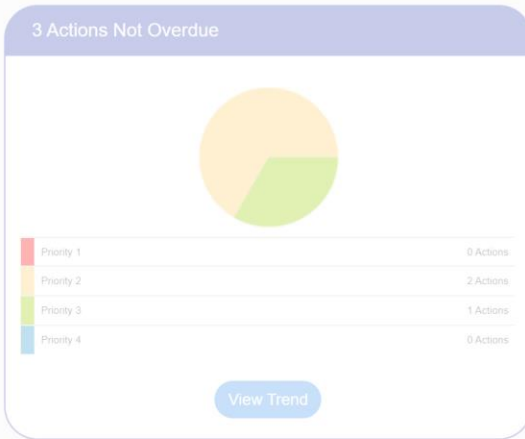 3 Actions Not Overdue
Priority 1 0 Actions
Priority 2 2 Actions
Priority 3 1 Actions
Priority 4 0 Actions
View Trend